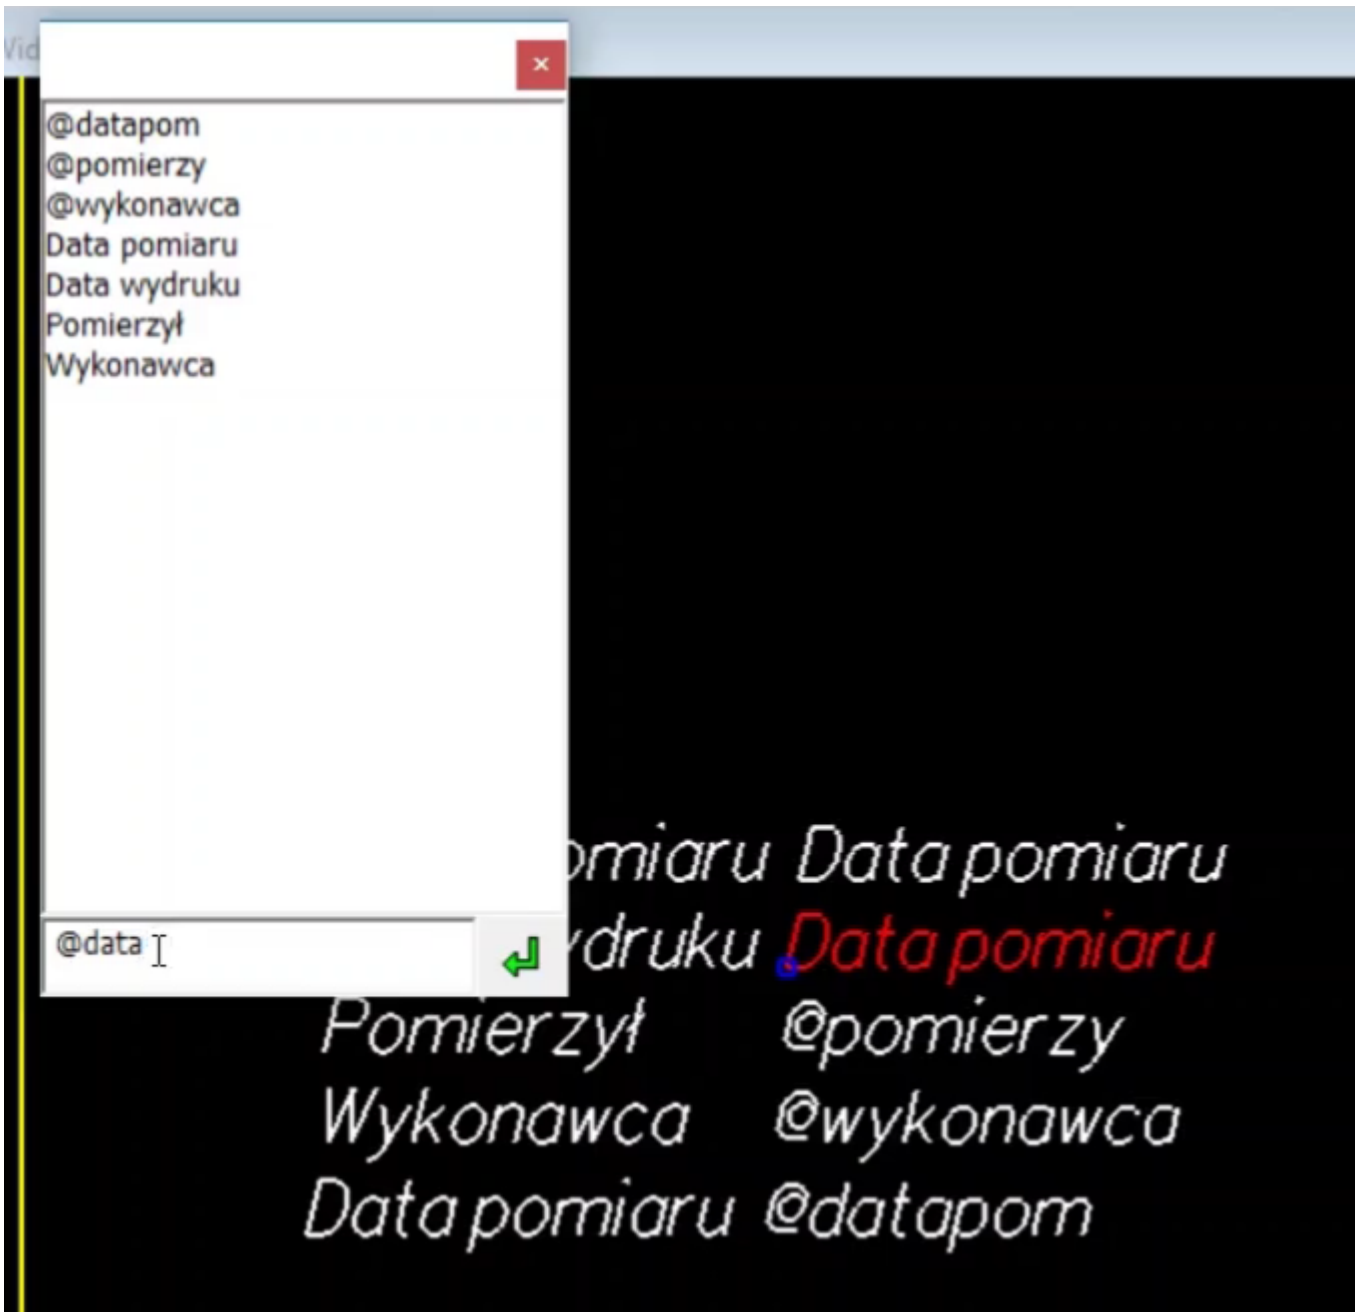 @datapom
@pomierzy
@wykonawca
Data pomiaru
Data wydruku
Pomierzył
Wykonawca
@data
Data pomiaru
Data pomiaru
Pomierzył @pomierzy
Wykonawca @wykonawca
Data pomiaru @datapom